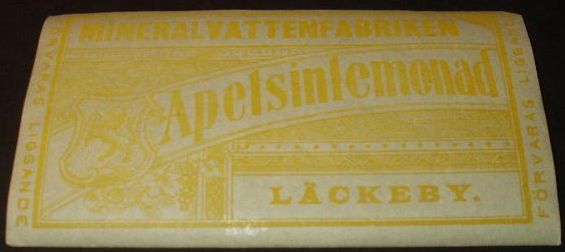 MINERALVATTENFABRIKEN
Apelsinlemonad
LÄCKEBY.
FÖRVARAS LIGGANDE
FÖRVARAS LIGGANDE